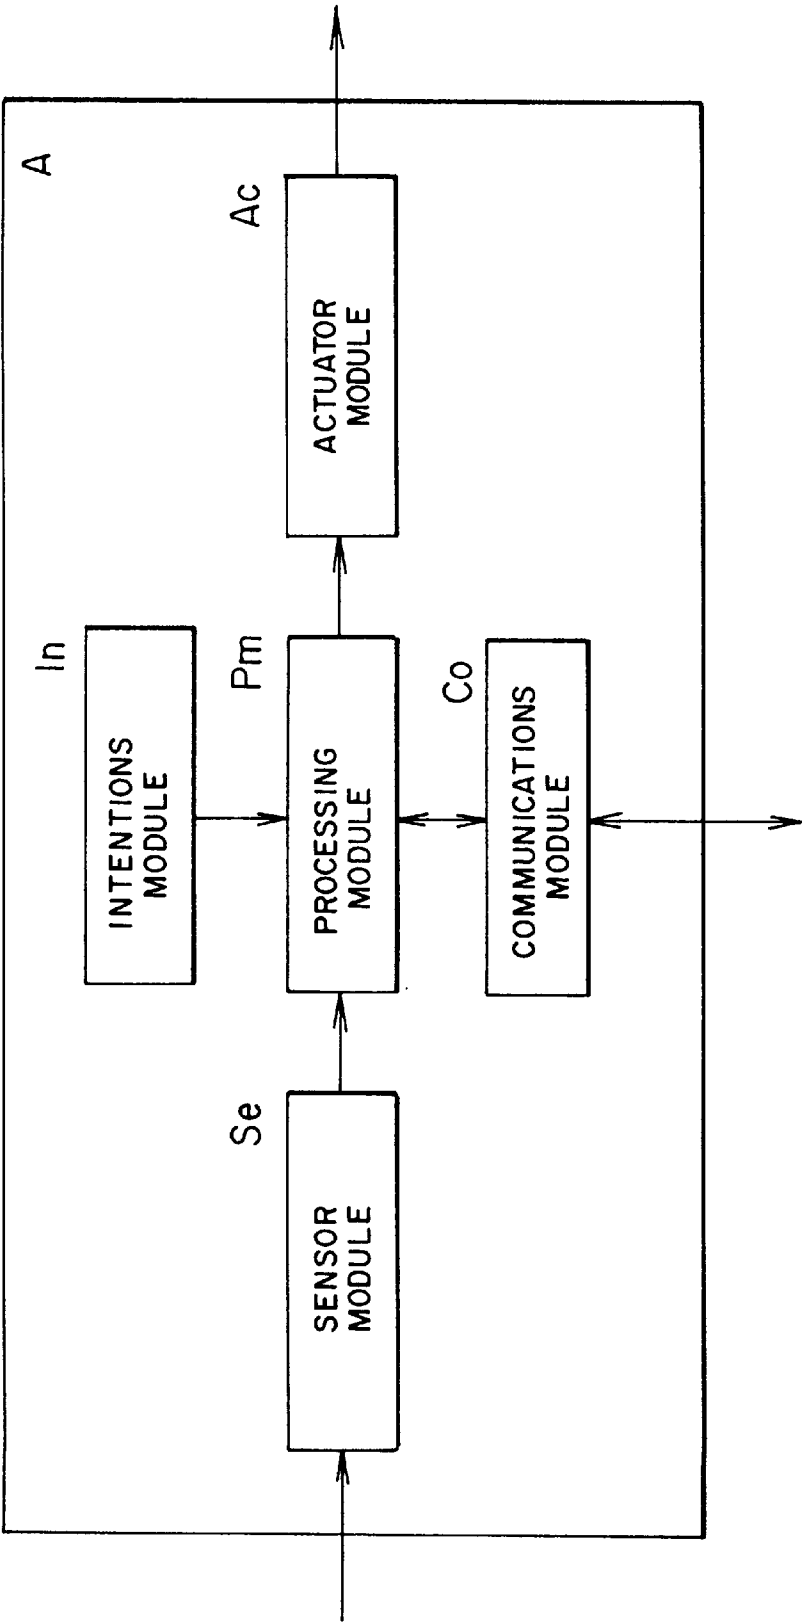 A
In
INTENTIONS
MODULE
Se
SENSOR
MODULE
Pm
PROCESSING
MODULE
Ac
ACTUATOR
MODULE
Co
COMMUNICATIONS
MODULE